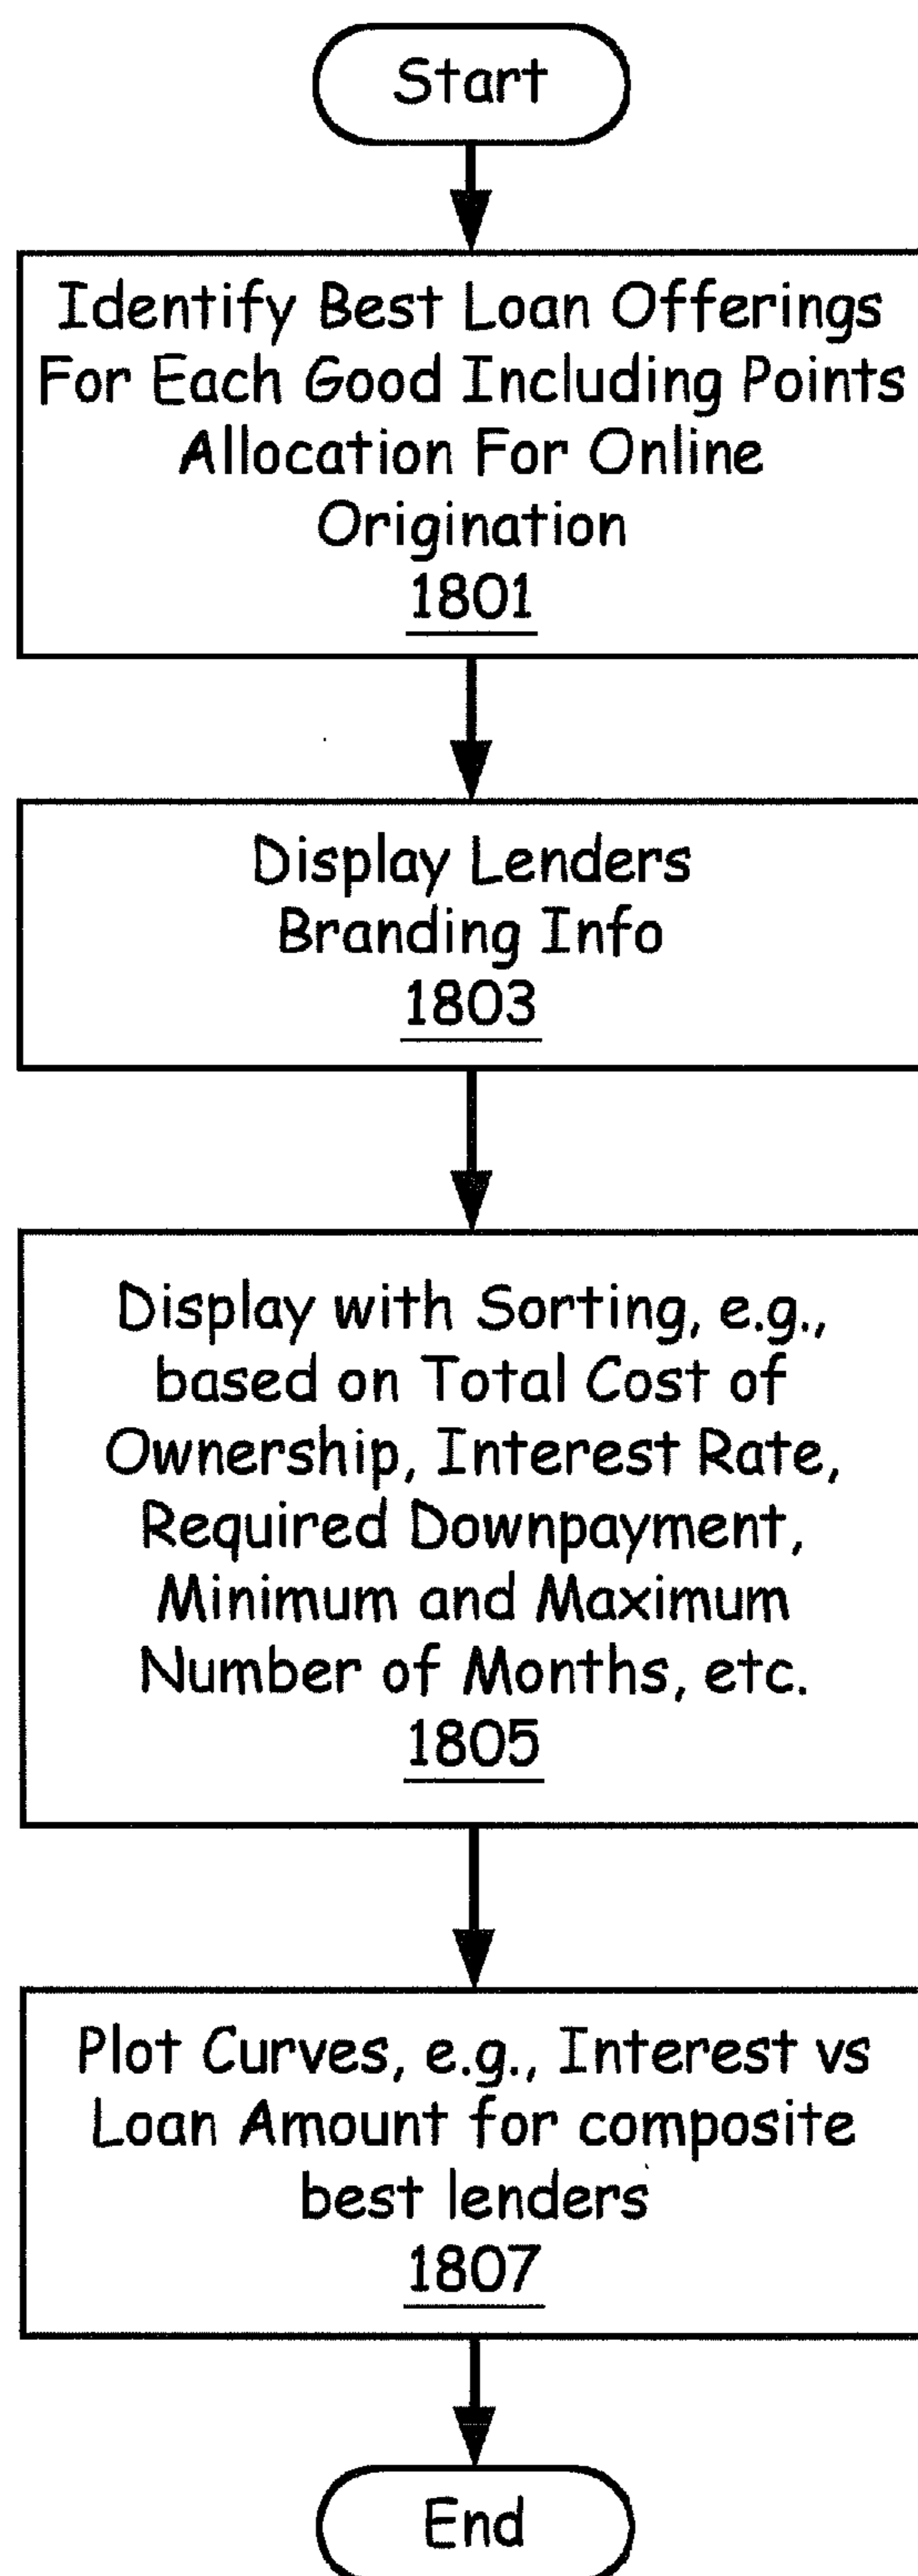 Start
Identify Best Loan Offerings
For Each Good Including Points
Allocation For Online
Origination
1801
Display Lenders
Branding Info
1803
Display with Sorting, e.g.,
based on Total Cost of
Ownership, Interest Rate,
Required Downpayment,
Minimum and Maximum
Number of Months, etc.
1805
Plot Curves, e.g., Interest vs
Loan Amount for composite
best lenders
1807
End